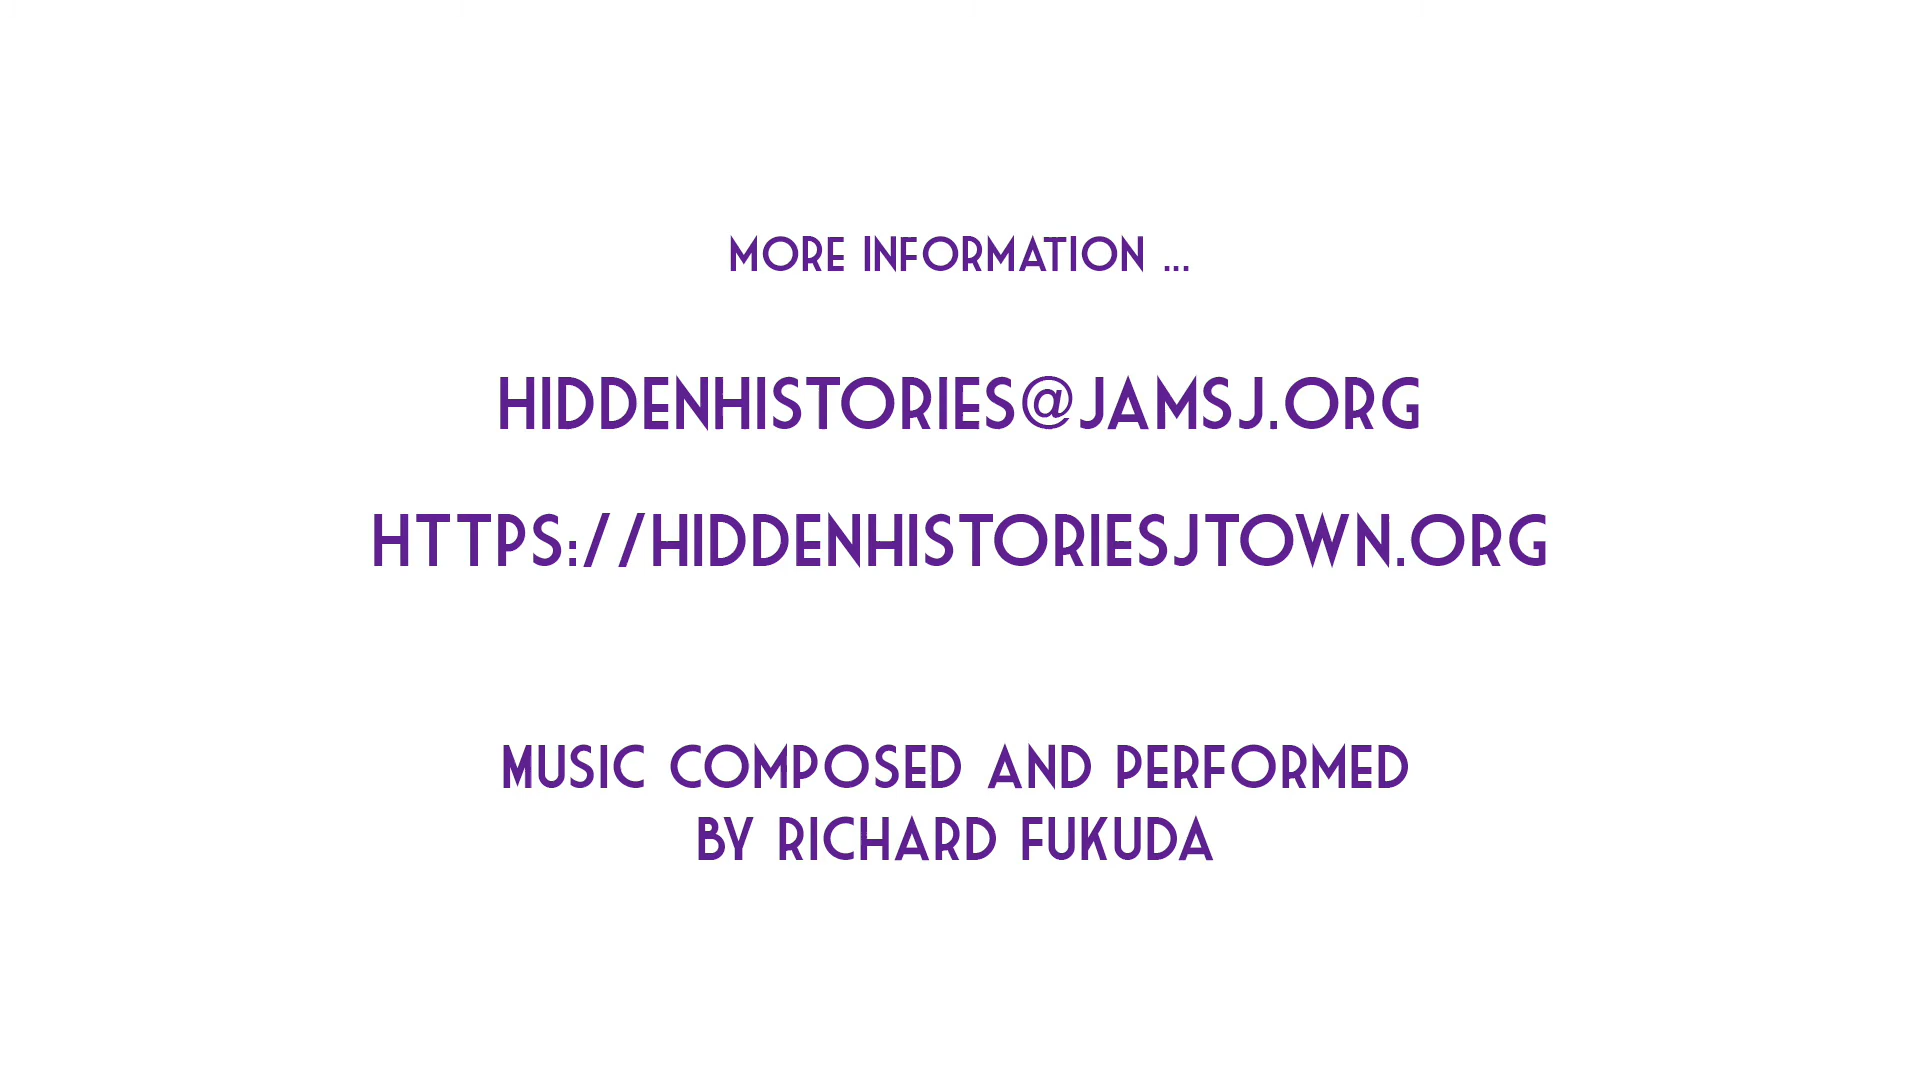 MORE INFORMATION ...
HIDDENHISTORIES@JAMSJ.ORG
HTTPS://HIDDENHISTORIESJTOWN.ORG
MUSIC COMPOSED AND PERFORMED
BY RICHARD FUKUDA